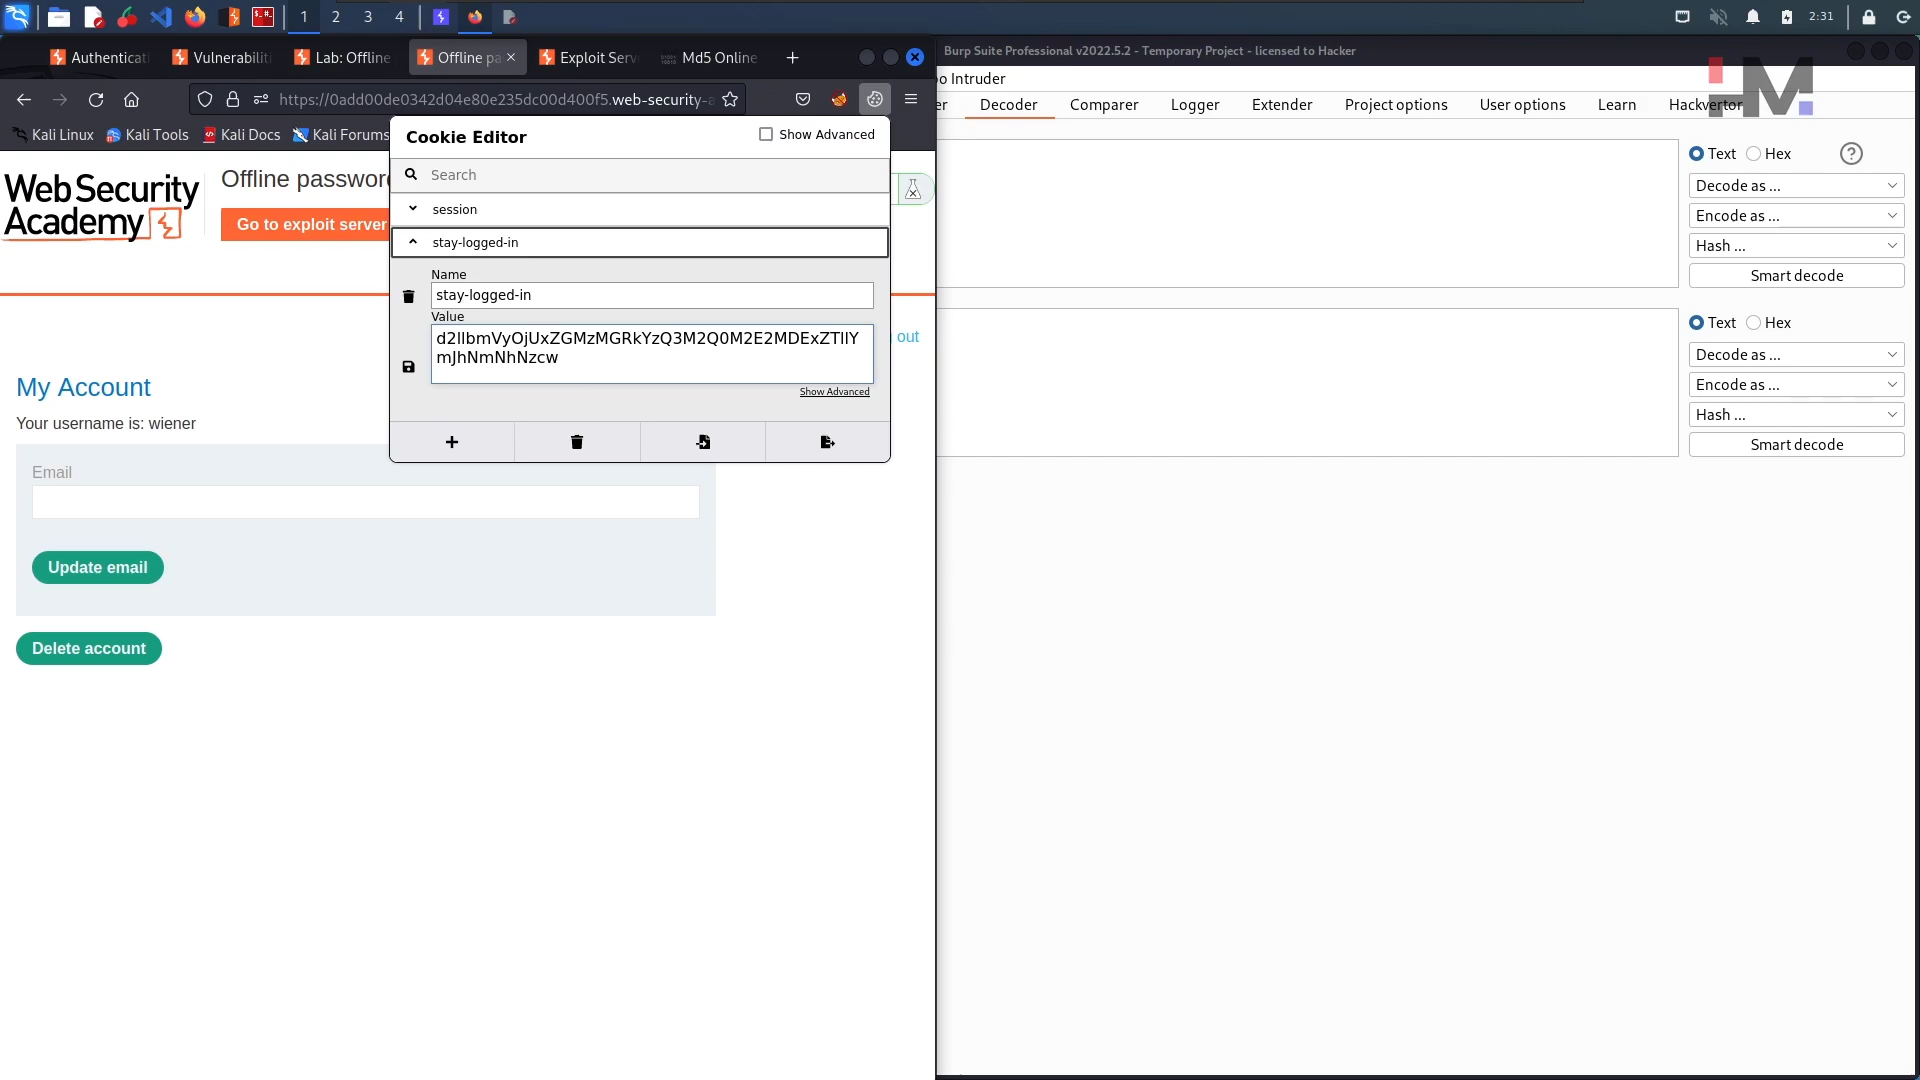 1 2 3 4
2:31
Authenticati
Vulnerabiliti
Lab: Offline
Offline pa
Exploit Serv
Md5 Online
Burp Suite Professional v2022.5.2 - Temporary Project - licensed to Hacker
https://0add00de0342d04e80e235dc00d400f5.web-security-a
Kali Linux
Kali Tools
Kali Docs
Kali Forums
o Intruder
er
Decoder
Comparer
Logger
Extender
Project options
User options
Learn
Hackvertor
WebSecurity
Academy
Offline password
Go to exploit server
Cookie Editor
Show Advanced
Search
session
stay-logged-in
Name
stay-logged-in
Value
d2llbmVyOjUxZGMzMGRkYzQ3M2Q0M2E2MDExZTllY
mJhNmNhNzcw
Show Advanced
out
My Account
Your username is: wiener
Email
Update email
Delete account
Text Hex
Decode as ...
Encode as ...
Hash ...
Smart decode
Text Hex
Decode as ...
Encode as ...
Hash ...
Smart decode